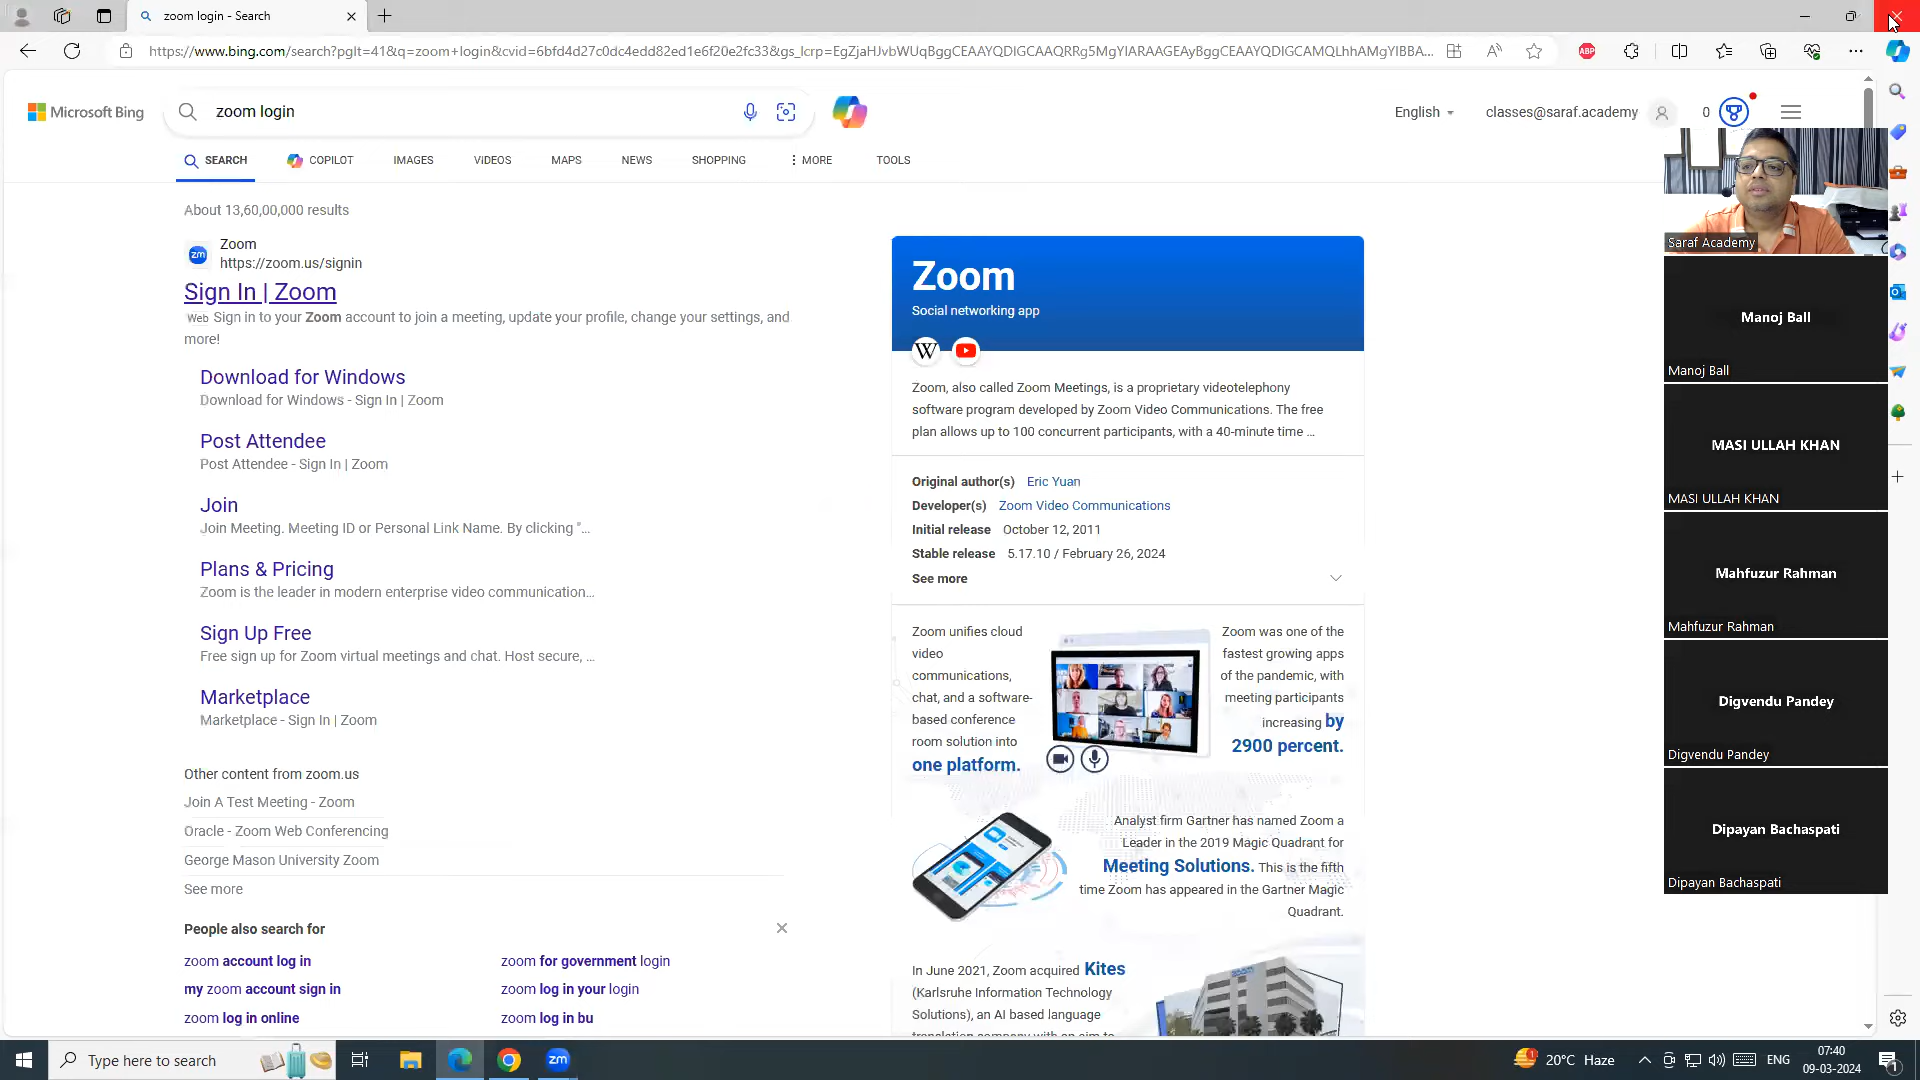 zoom login - Search
https://www.bing.com/search?pglt=41&q=zoom+login&cvid=6bfd4d27c0dc4edd82ed1e6f20e2fc33&gs_lcrp=EgZjaHJvbWUqBggCEAAYQDIGCAAQRRg5MgYIARAAGEAyBggCEAAYQDIGCAMQLhhAMgYIBBA...
ABP
Microsoft Bing
zoom login
English
classes@saraf.academy
0
SEARCH
COPILOT
IMAGES
VIDEOS
MAPS
NEWS
SHOPPING
MORE
TOOLS
About 13,60,00,000 results
zm
Zoom
https://zoom.us/signin
Sign In | Zoom
Web Sign in to your Zoom account to join a meeting, update your profile, change your settings, and
more!
Download for Windows
Download for Windows - Sign In | Zoom
Post Attendee
Post Attendee - Sign In | Zoom
Join
Join Meeting. Meeting ID or Personal Link Name. By clicking "...
Plans & Pricing
Zoom is the leader in modern enterprise video communication...
Sign Up Free
Free sign up for Zoom virtual meetings and chat. Host secure, ...
Marketplace
Marketplace - Sign In | Zoom
Other content from zoom.us
Join A Test Meeting - Zoom
Oracle - Zoom Web Conferencing
George Mason University Zoom
See more
People also search for
zoom account log in
zoom for government login
my zoom account sign in
zoom log in your login
zoom log in online
zoom log in bu
Zoom
Social networking app
W
Zoom, also called Zoom Meetings, is a proprietary videotelephony
software program developed by Zoom Video Communications. The free
plan allows up to 100 concurrent participants, with a 40-minute time ...
Original author(s) Eric Yuan
Developer(s) Zoom Video Communications
Initial release October 12, 2011
Stable release 5.17.10 / February 26, 2024
See more
Zoom unifies cloud
video
communications,
chat, and a software-
based conference
room solution into
one platform.
Zoom was one of the
fastest growing apps
of the pandemic, with
meeting participants
increasing by
2900 percent.
Analyst firm Gartner has named Zoom a
Leader in the 2019 Magic Quadrant for
Meeting Solutions. This is the fifth
time Zoom has appeared in the Gartner Magic
Quadrant.
In June 2021, Zoom acquired Kites
(Karlsruhe Information Technology
Solutions), an AI based language
translation company with an aim to
zoom
Saraf Academy
Manoj Ball
Manoj Ball
MASI ULLAH KHAN
MASI ULLAH KHAN
Mahfuzur Rahman
Mahfuzur Rahman
Digvendu Pandey
Digvendu Pandey
Dipayan Bachaspati
Dipayan Bachaspati
Type here to search
zm
1
20°C Haze
ENG
07:40
09-03-2024
1